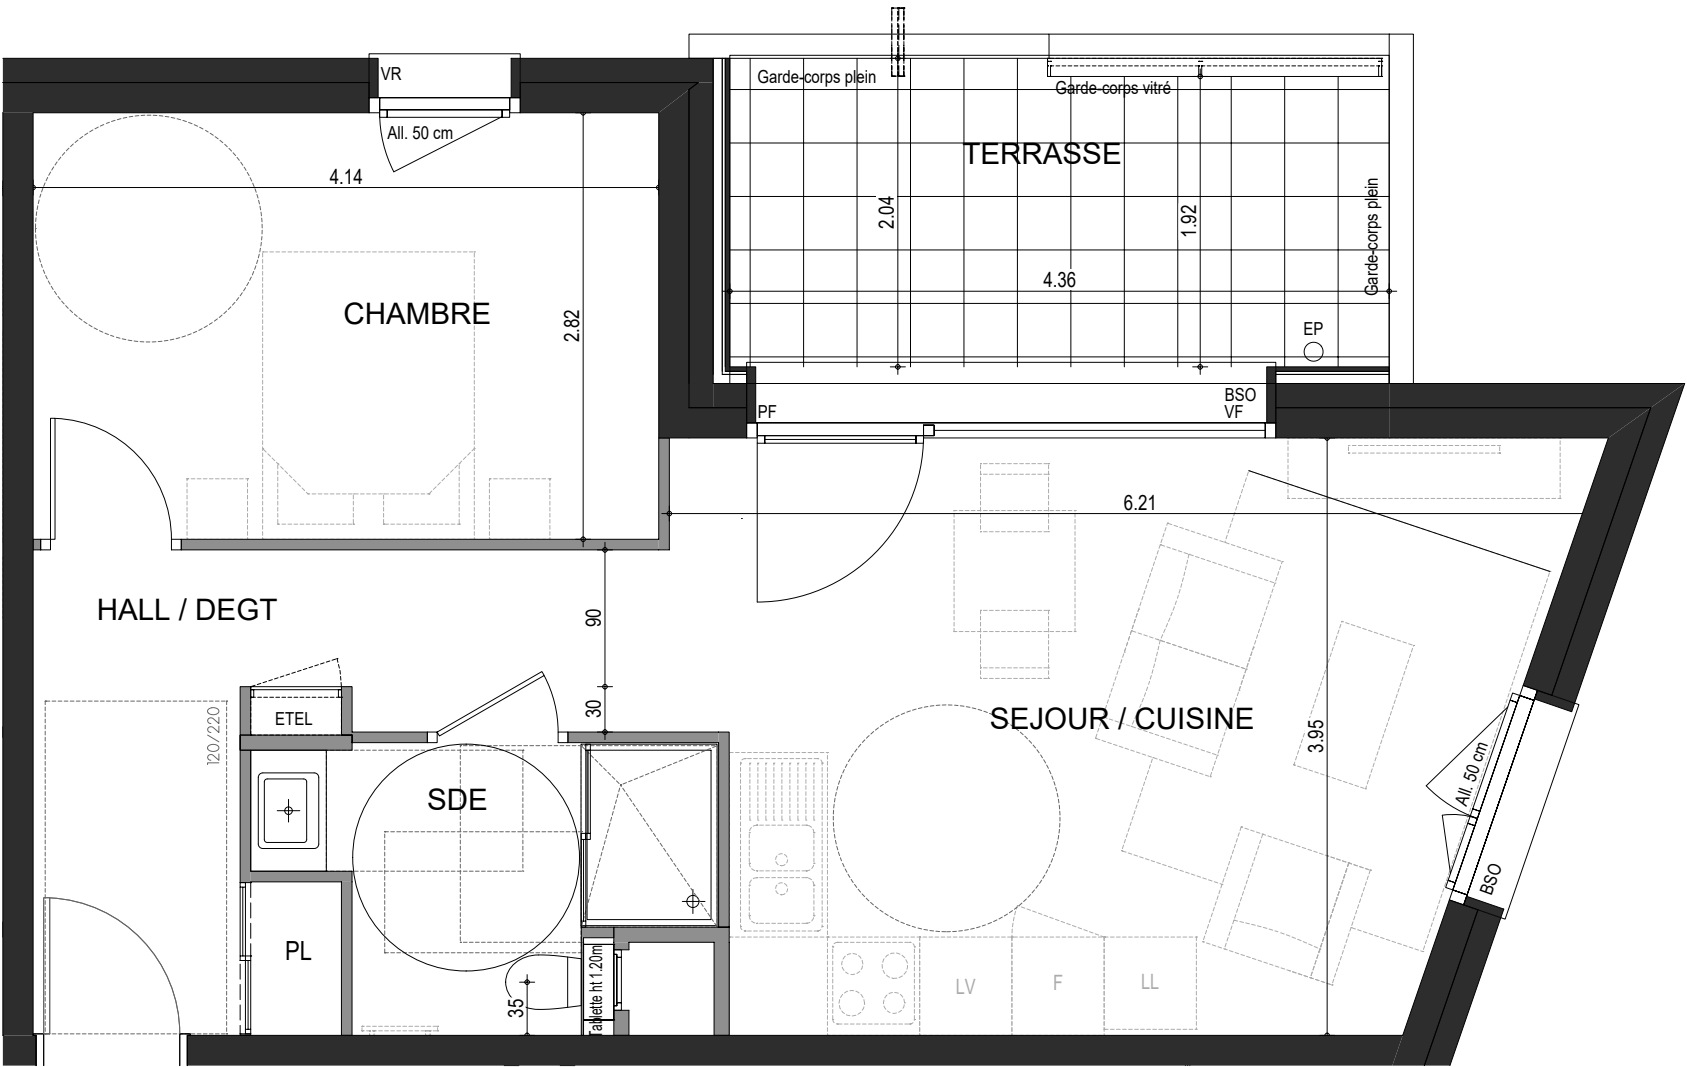 VR
Garde-corps plein
Garde-corps vitré
All. 50 cm
TERRASSE
4.14
2.04
1.92
Garde-corps plein
4.36
CHAMBRE
2.82
EP
BSO
PF
VF
6.21
HALL / DEGT
90
30
ETEL
120/220
SEJOUR / CUISINE
3.95
All. 50 cm
SDE
BSO
PL
Tablette ht 1.20m
35
LV
F
LL